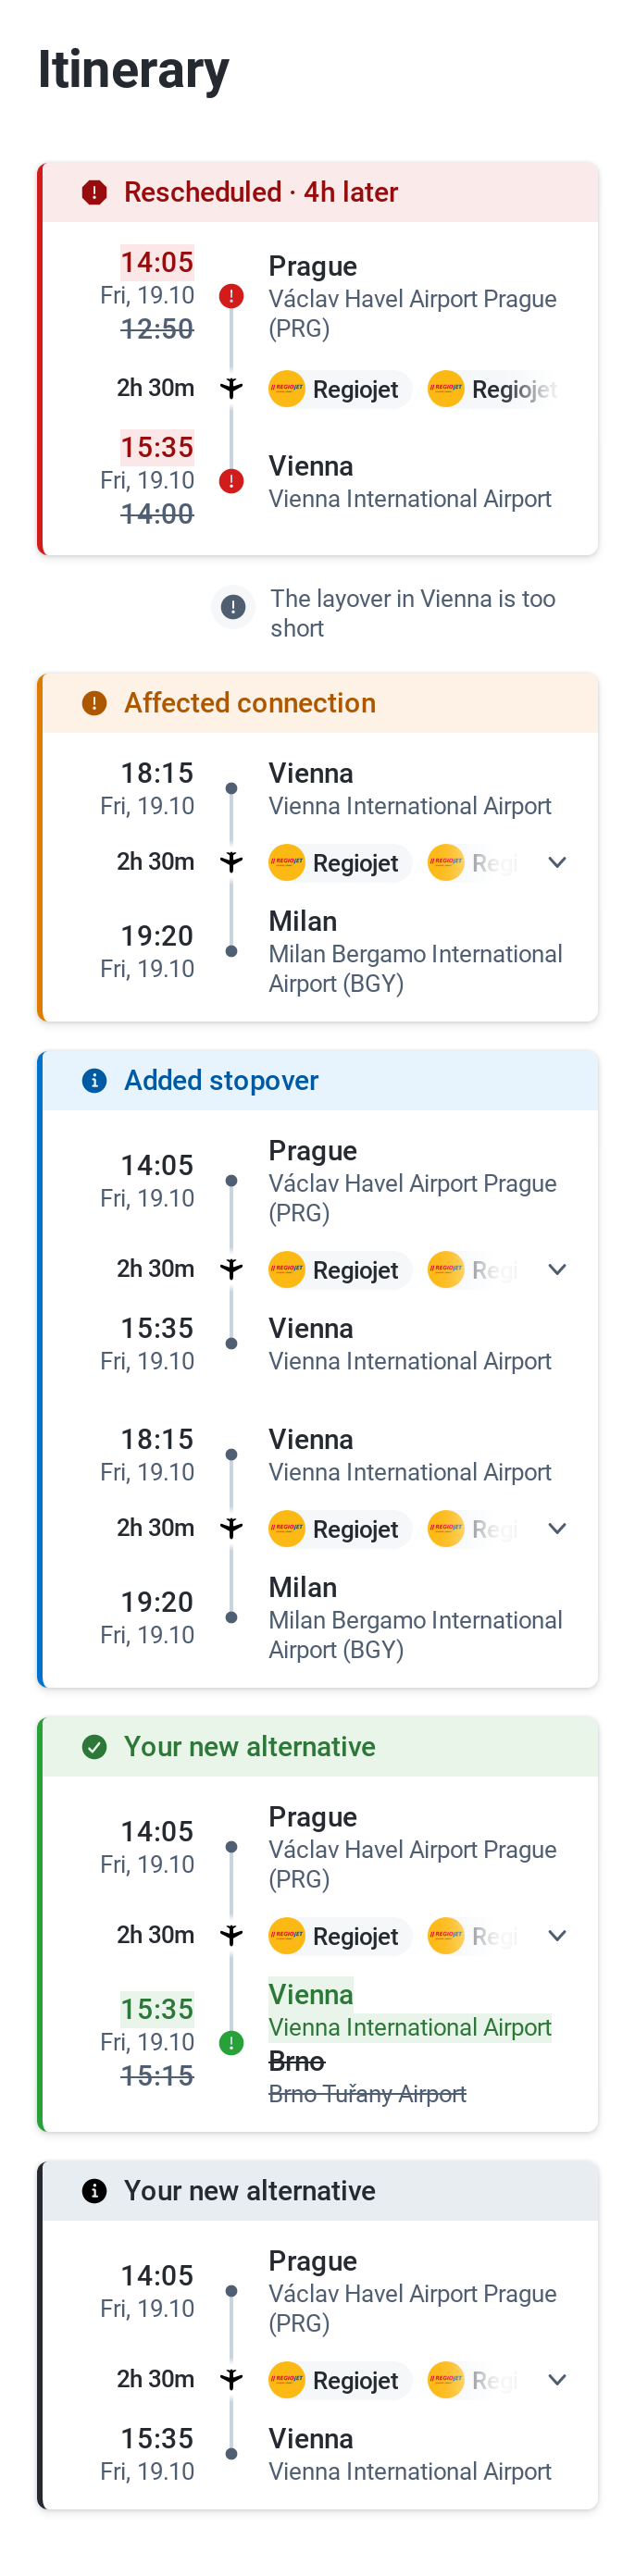 Itinerary
Rescheduled · 4h later
14:05
Fri, 19.10
12:50
Prague
Václav Havel Airport Prague
(PRG)
2h 30m
Regiojet
Regiojet
15:35
Fri, 19.10
14:00
Vienna
Vienna International Airport
The layover in Vienna is too
short
Affected connection
18:15
Fri, 19.10
Vienna
Vienna International Airport
2h 30m
Regiojet
Regi
19:20
Fri, 19.10
Milan
Milan Bergamo International
Airport (BGY)
Added stopover
14:05
Fri, 19.10
Prague
Václav Havel Airport Prague
(PRG)
2h 30m
Regiojet
Regi
15:35
Fri, 19.10
Vienna
Vienna International Airport
18:15
Fri, 19.10
Vienna
Vienna International Airport
2h 30m
Regiojet
Regi
19:20
Fri, 19.10
Milan
Milan Bergamo International
Airport (BGY)
Your new alternative
14:05
Fri, 19.10
Prague
Václav Havel Airport Prague
(PRG)
2h 30m
Regiojet
Regi
15:35
Fri, 19.10
15:15
Vienna
Vienna International Airport
Brno
Brno Tuřany Airport
Your new alternative
14:05
Fri, 19.10
Prague
Václav Havel Airport Prague
(PRG)
2h 30m
Regiojet
Regi
15:35
Fri, 19.10
Vienna
Vienna International Airport